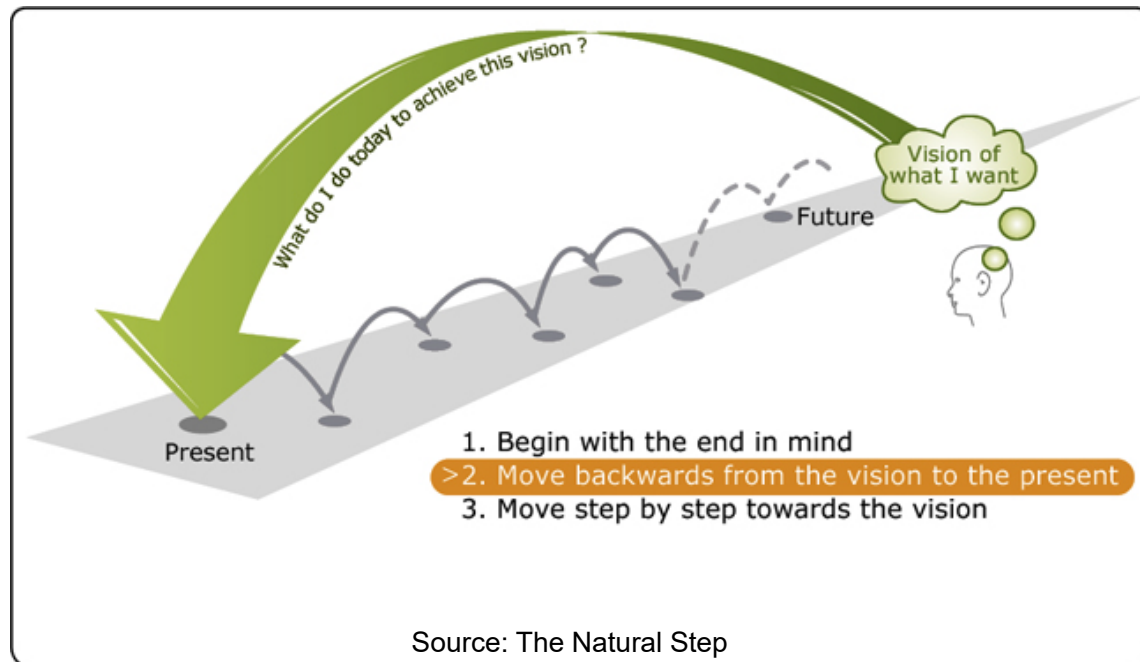 What do I do today to achieve this vision ?
Vision of
what I want
Future
Present
1. Begin with the end in mind
>2. Move backwards from the vision to the present
3. Move step by step towards the vision
Source: The Natural Step